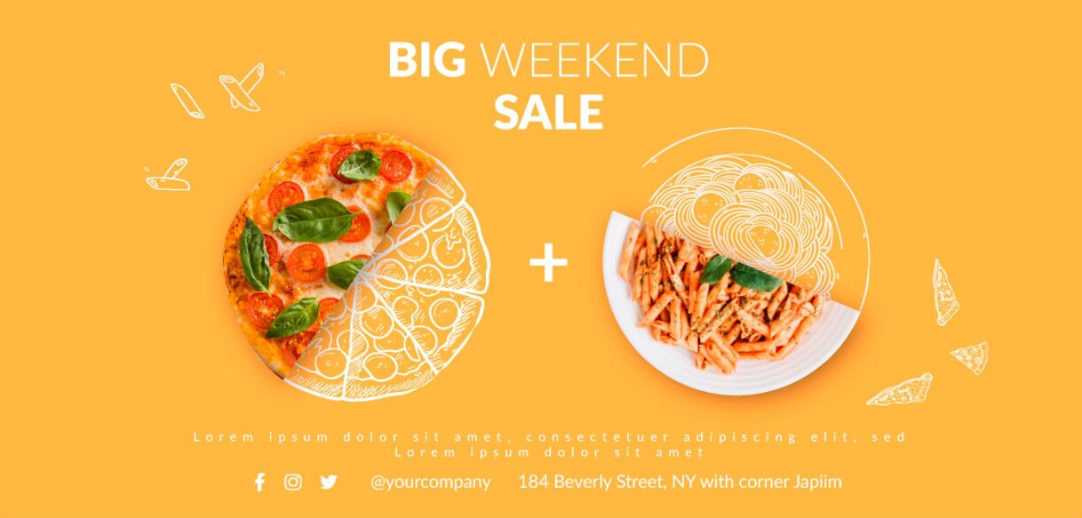 BIG WEEKEND
SALE
+
Lorem ipsum dolor sit amet, consectetuer adipiscing elit, sed
Lorem ipsum dolor sit amet
@yourcompany 184 Beverly Street, NY with corner Japiim